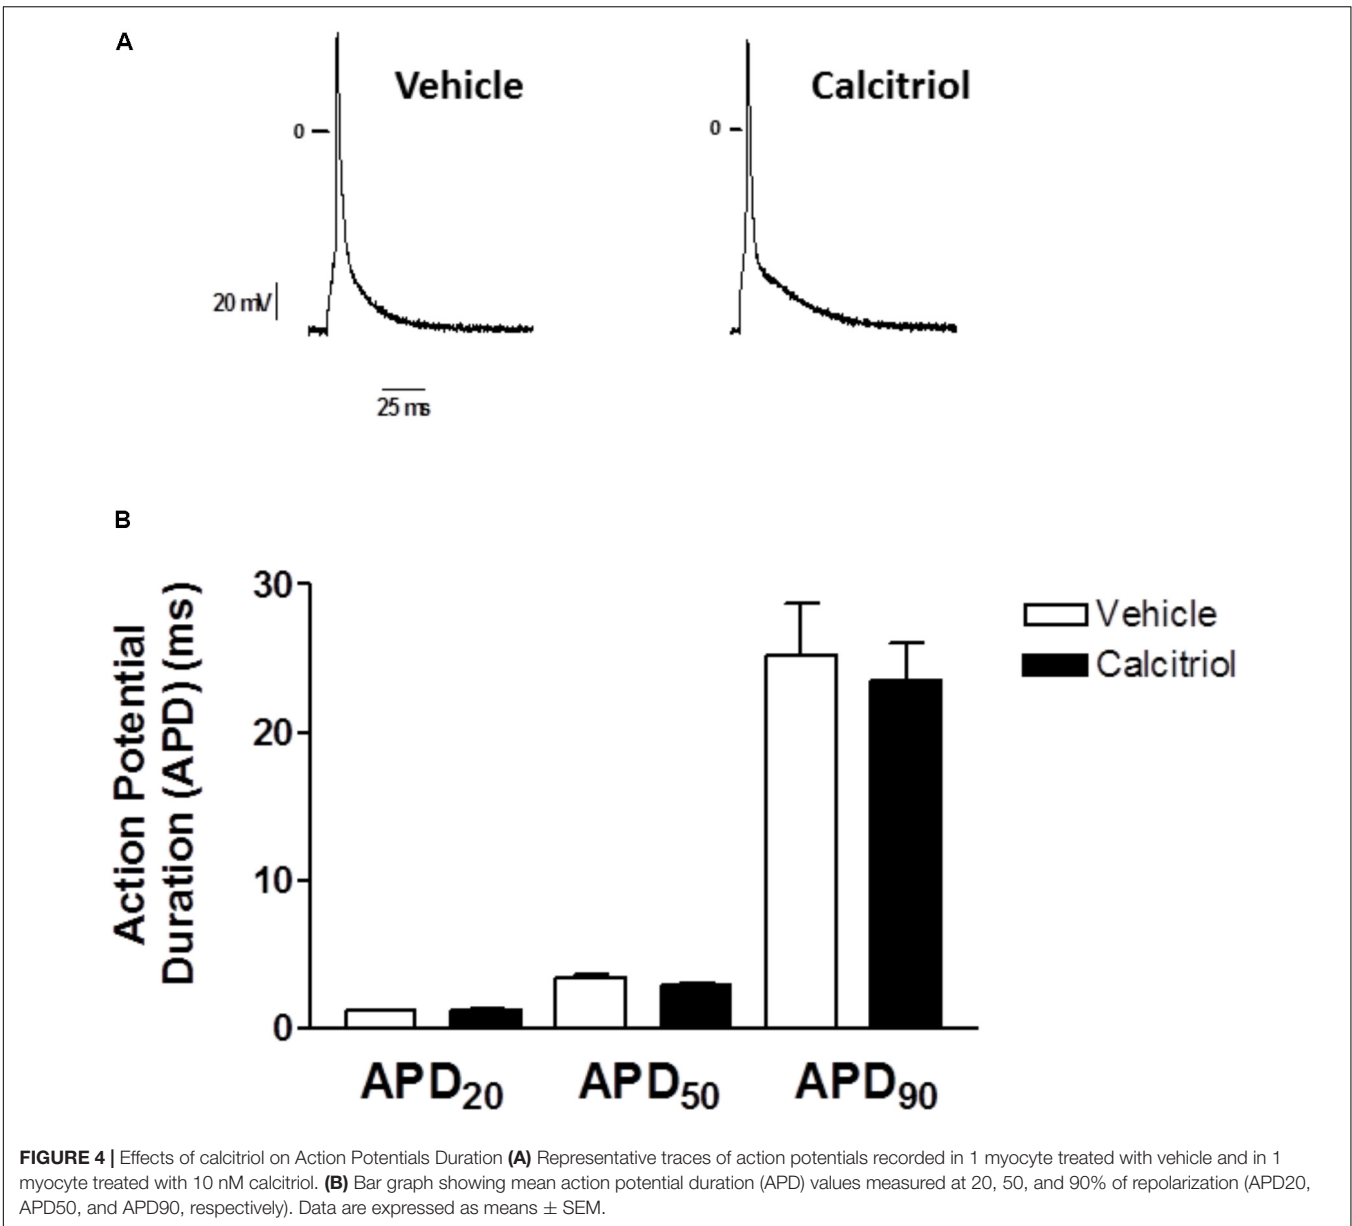 A
Vehicle
Calcitriol
0
0
20 mV
25 ms
B
Action Potential
Duration (APD) (ms)
30
20
10
0
Vehicle
Calcitriol
APD20
APD50
APD90
FIGURE 4 | Effects of calcitriol on Action Potentials Duration (A) Representative traces of action potentials recorded in 1 myocyte treated with vehicle and in 1
myocyte treated with 10 nM calcitriol. (B) Bar graph showing mean action potential duration (APD) values measured at 20, 50, and 90% of repolarization (APD20,
APD50, and APD90, respectively). Data are expressed as means ± SEM.